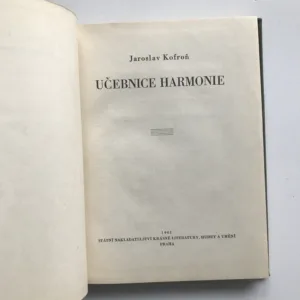 Jaroslav Kofroň
UČEBNICE HARMONIE
STÁTNÍ NAKLADATELSTVÍ KRÁSNÉ LITERATURY, HUDBY A UMĚNÍ
PRAHA